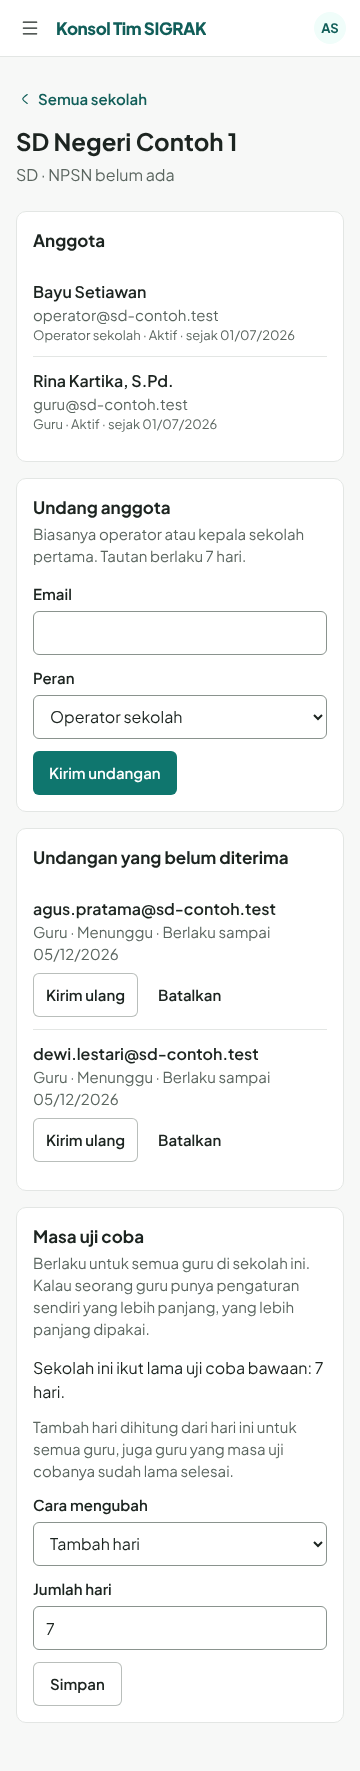 Konsol Tim SIGRAK
AS
Semua sekolah
SD Negeri Contoh 1
SD · NPSN belum ada
Anggota
Bayu Setiawan
operator@sd-contoh.test
Operator sekolah · Aktif · sejak 01/07/2026
Rina Kartika, S.Pd.
guru@sd-contoh.test
Guru · Aktif · sejak 01/07/2026
Undang anggota
Biasanya operator atau kepala sekolah
pertama. Tautan berlaku 7 hari.
Email
Peran
Operator sekolah
Kirim undangan
Undangan yang belum diterima
agus.pratama@sd-contoh.test
Guru · Menunggu · Berlaku sampai
05/12/2026
Kirim ulang Batalkan
dewi.lestari@sd-contoh.test
Guru · Menunggu · Berlaku sampai
05/12/2026
Kirim ulang Batalkan
Masa uji coba
Berlaku untuk semua guru di sekolah ini.
Kalau seorang guru punya pengaturan
sendiri yang lebih panjang, yang lebih
panjang dipakai.
Sekolah ini ikut lama uji coba bawaan: 7
hari.
Tambah hari dihitung dari hari ini untuk
semua guru, juga guru yang masa uji
cobanya sudah lama selesai.
Cara mengubah
Tambah hari
Jumlah hari
7
Simpan